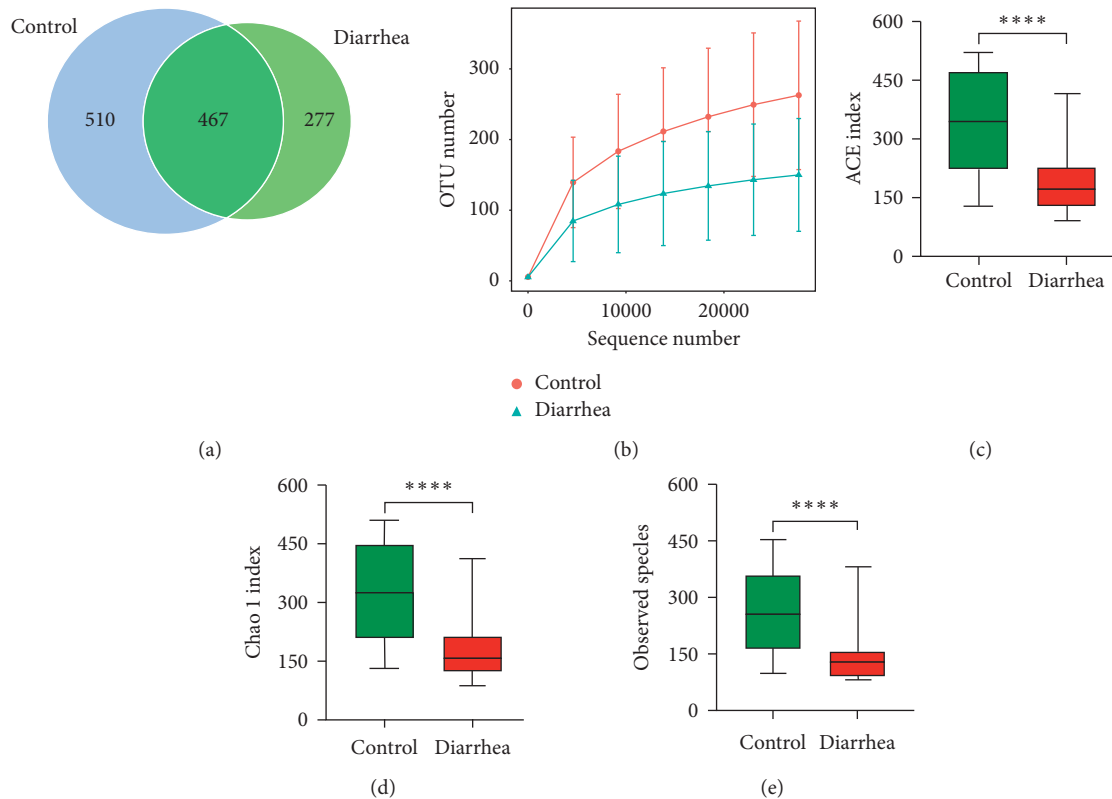 Control
Diarrhea
510
467
277
(a)
OTU number
300
200
100
0
0
10000
20000
Sequence number
Control
Diarrhea
(b)
ACE index
600
450
300
150
0
****
Control
Diarrhea
(c)
Chao 1 index
600
450
300
150
0
****
Control
Diarrhea
(d)
Observed specles
600
450
300
150
0
****
Control
Diarrhea
(e)